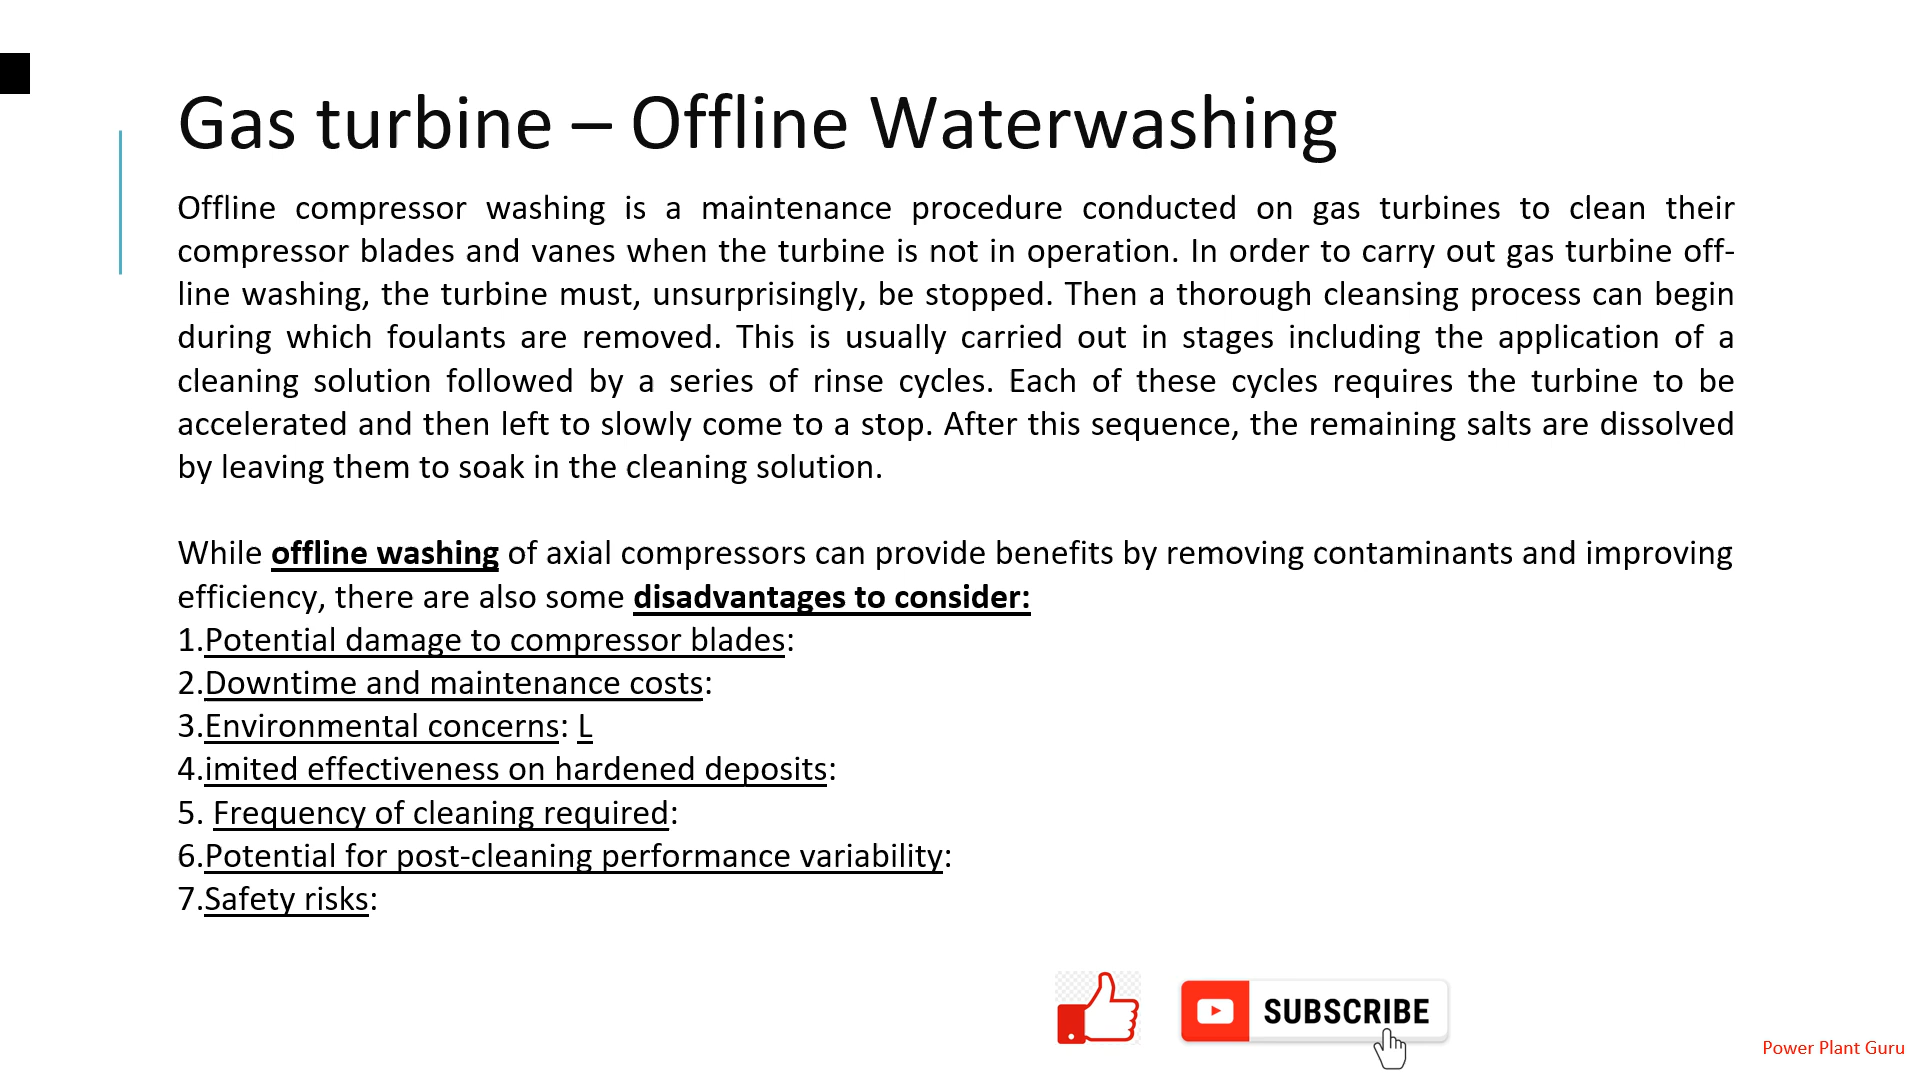 Gas turbine – Offline Waterwashing
Offline compressor washing is a maintenance procedure conducted on gas turbines to clean their
compressor blades and vanes when the turbine is not in operation. In order to carry out gas turbine off-
line washing, the turbine must, unsurprisingly, be stopped. Then a thorough cleansing process can begin
during which foulants are removed. This is usually carried out in stages including the application of a
cleaning solution followed by a series of rinse cycles. Each of these cycles requires the turbine to be
accelerated and then left to slowly come to a stop. After this sequence, the remaining salts are dissolved
by leaving them to soak in the cleaning solution.
While offline washing of axial compressors can provide benefits by removing contaminants and improving
efficiency, there are also some disadvantages to consider:
1.Potential damage to compressor blades:
2.Downtime and maintenance costs:
3.Environmental concerns: L
4.imited effectiveness on hardened deposits:
5. Frequency of cleaning required:
6.Potential for post-cleaning performance variability:
7.Safety risks:
SUBSCRIBE
Power Plant Guru